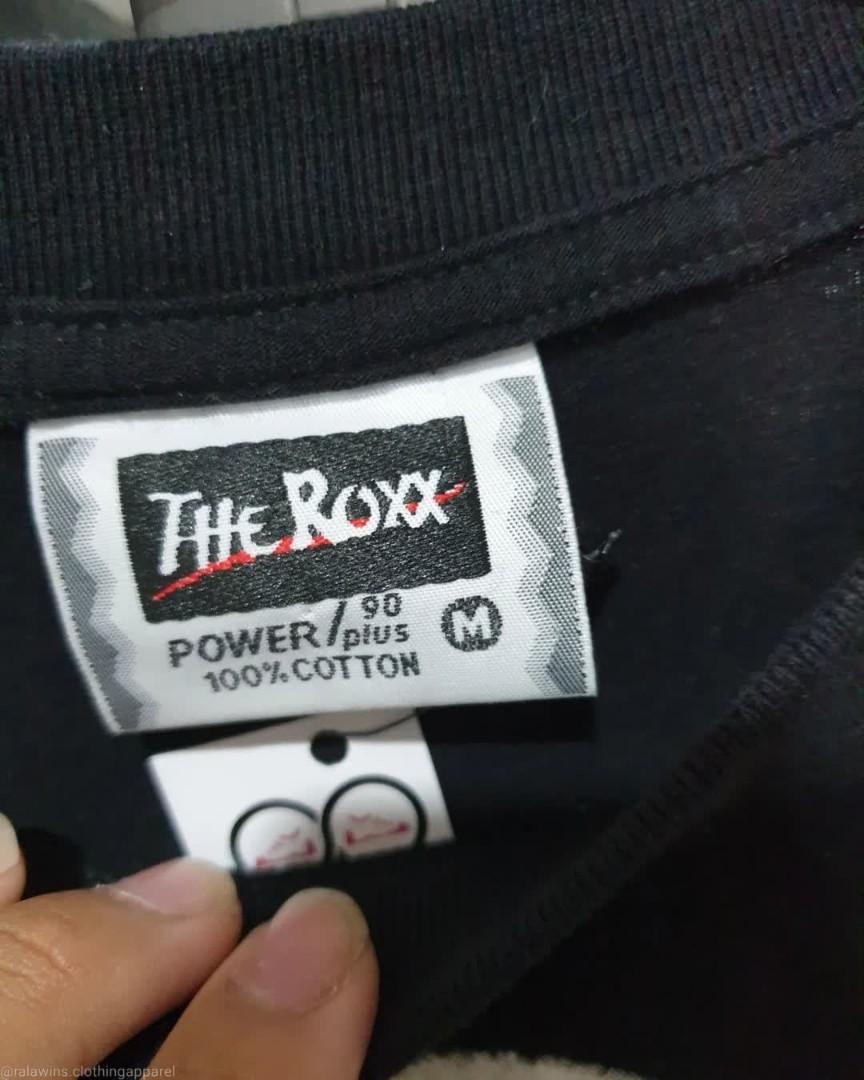 THE ROXX
POWER/90 plus
100% COTTON
M
@ralawins.clothingapparel